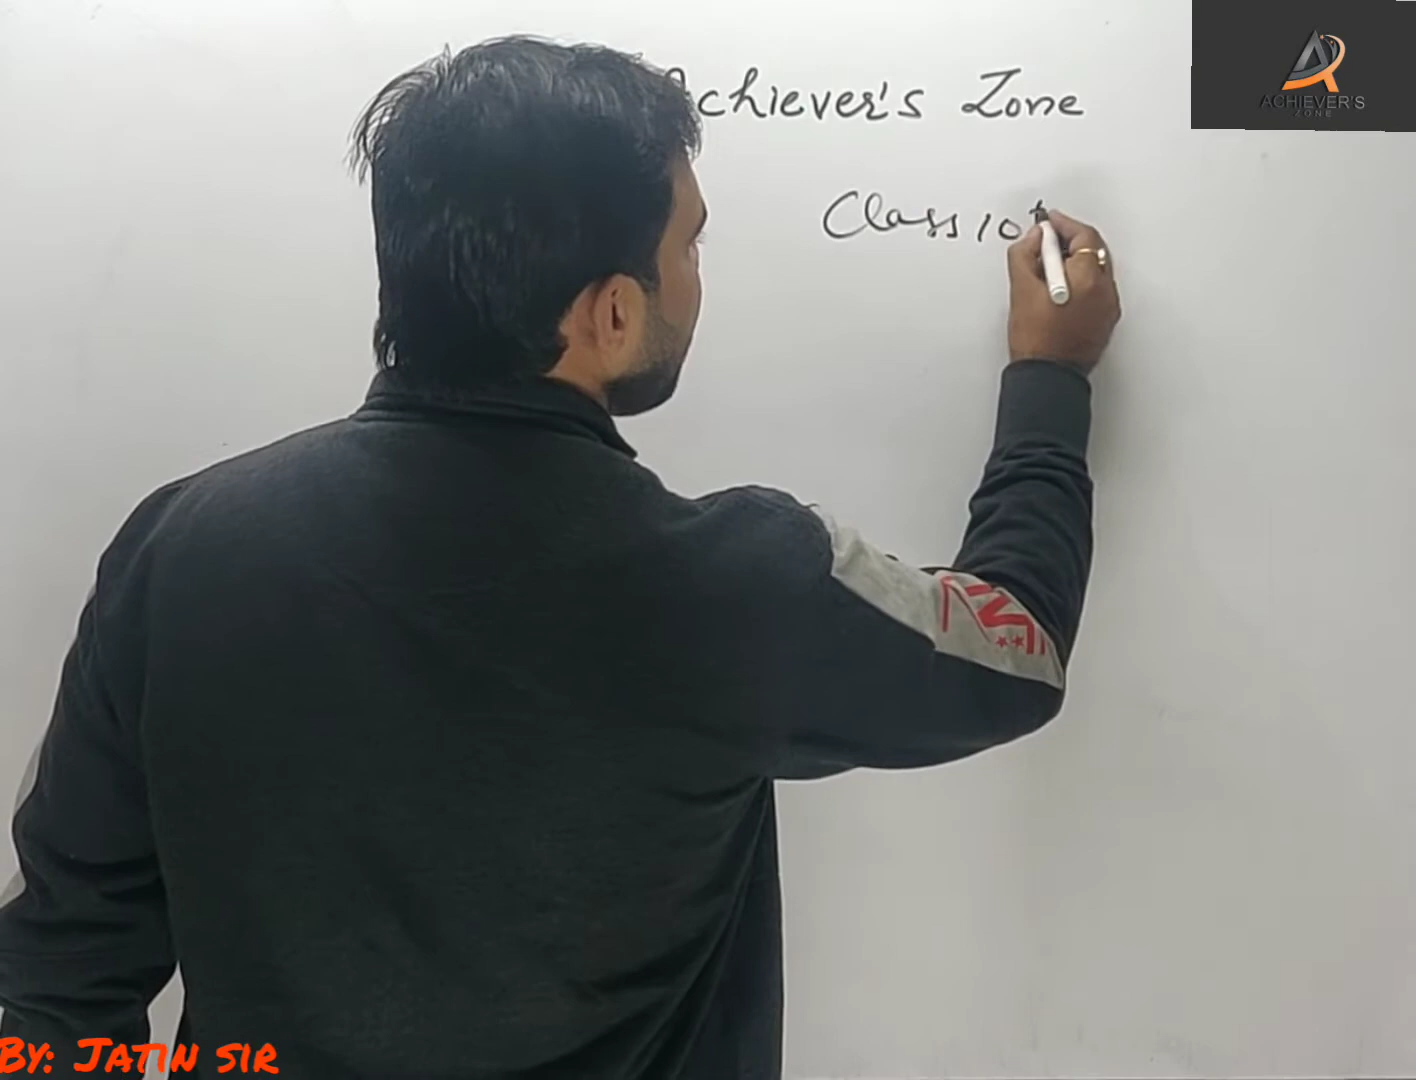 Achiever's Zone
ACHIEVER'S
ZONE
Class 10t
By: Jatin sir